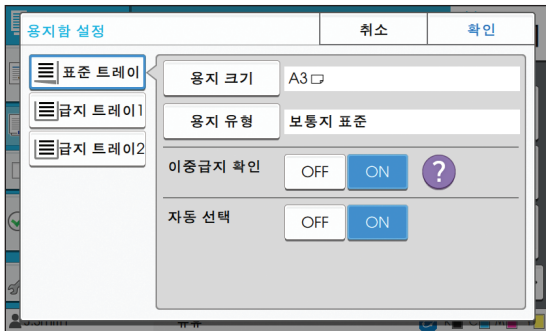 용지함 설정
취소
확인
표준 트레이
급지 트레이1
급지 트레이2
용지 크기
A3
용지 유형
보통지 표준
이중급지 확인
OFF
ON
?
자동 선택
OFF
ON